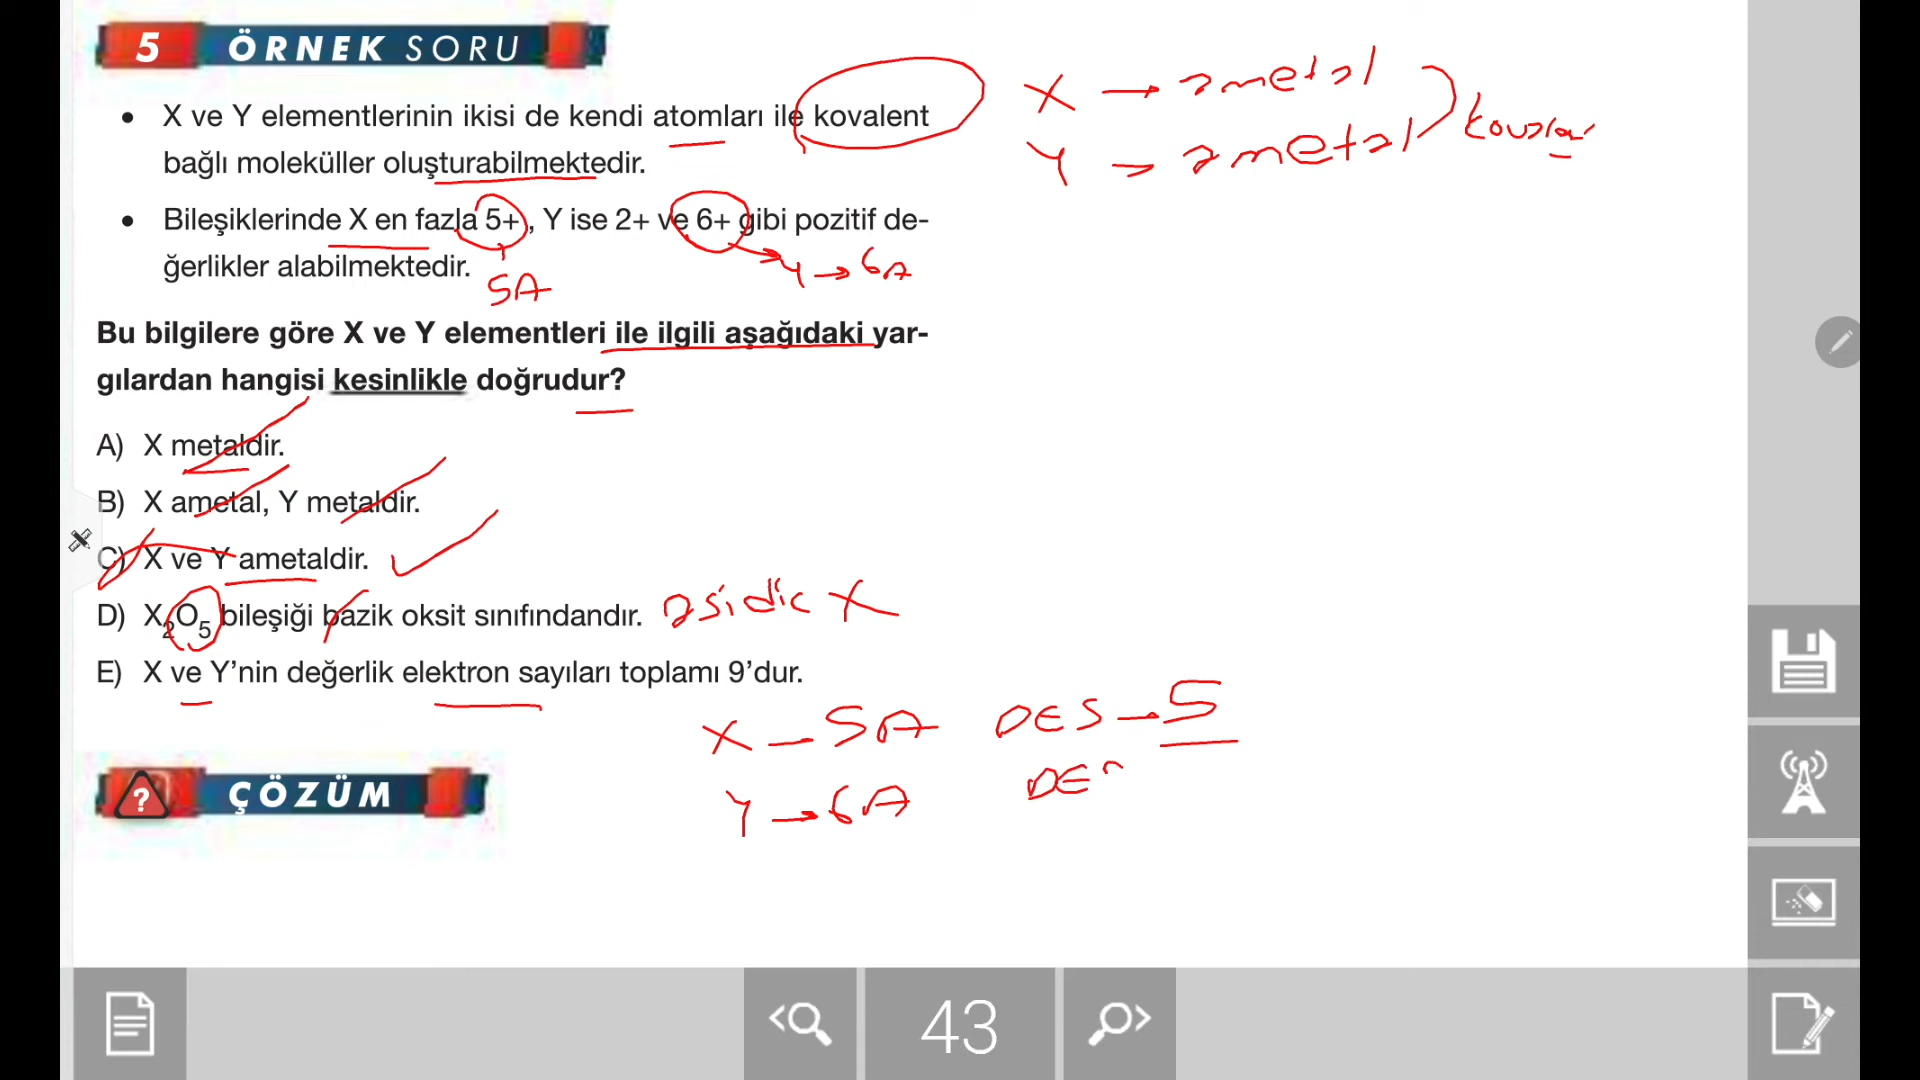 5 ÖRNEK SORU
• X ve Y elementlerinin ikisi de kendi atomları ile kovalent
bağlı moleküller oluşturabilmektedir.
• Bileşiklerinde X en fazla 5+, Y ise 2+ ve 6+ gibi pozitif de-
ğerlikler alabilmektedir.
5A
Y → 6A
X → ametal
Y → ametal
Bu bilgilere göre X ve Y elementleri ile ilgili aşağıdaki yar-
gılardan hangisi kesinlikle doğrudur?
A) X metaldir.
B) X ametal, Y metaldir.
C) X ve Y ametaldir.
D) X₂O₅ bileşiği bazik oksit sınıfındandır. asidic X
E) X ve Y'nin değerlik elektron sayıları toplamı 9'dur.
X – 5A DES → 5
Y → 6A DE
? ÇÖZÜM
43